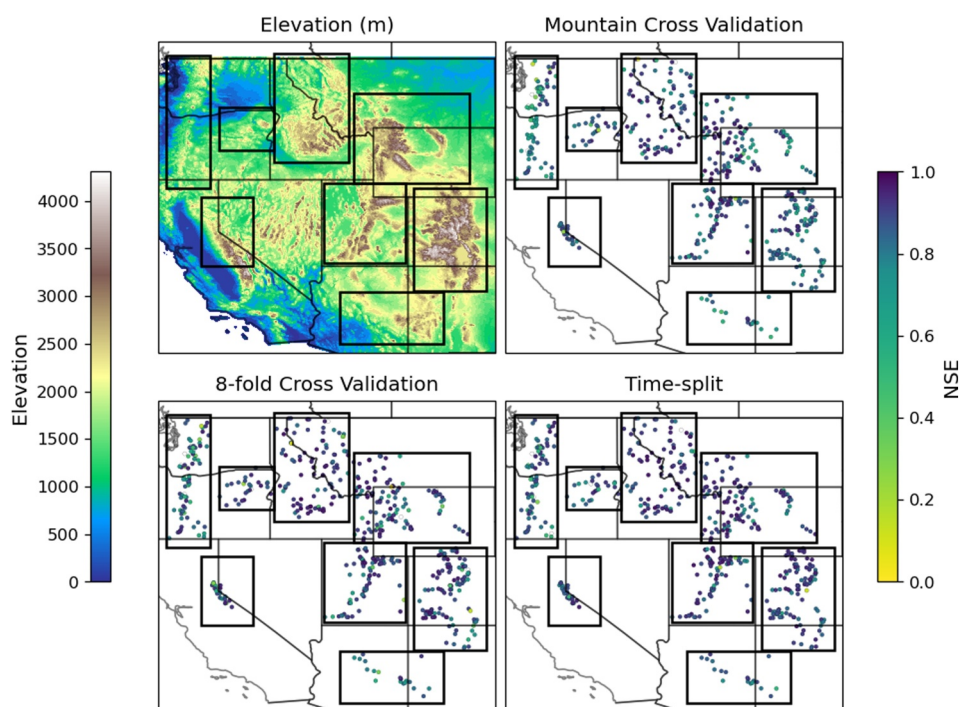 Elevation (m)
Mountain Cross Validation
4000
3500
3000
2500
2000
1500
1000
500
0
Elevation
1.0
0.8
0.6
0.4
0.2
0.0
NSE
8-fold Cross Validation
Time-split